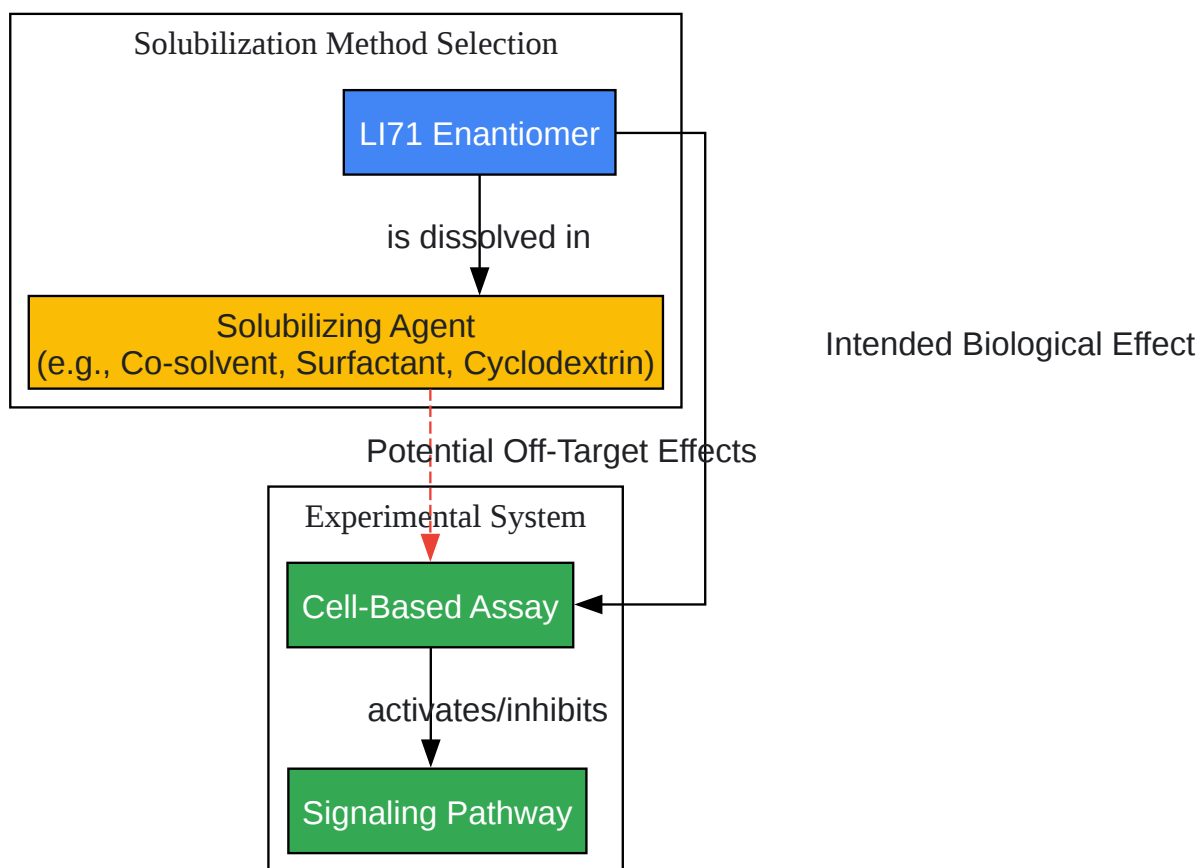 Solubilization Method Selection
LI71 Enantiomer
is dissolved in
Solubilizing Agent
(e.g., Co-solvent, Surfactant, Cyclodextrin)
Intended Biological Effect
Potential Off-Target Effects
Experimental System
Cell-Based Assay
activates/inhibits
Signaling Pathway